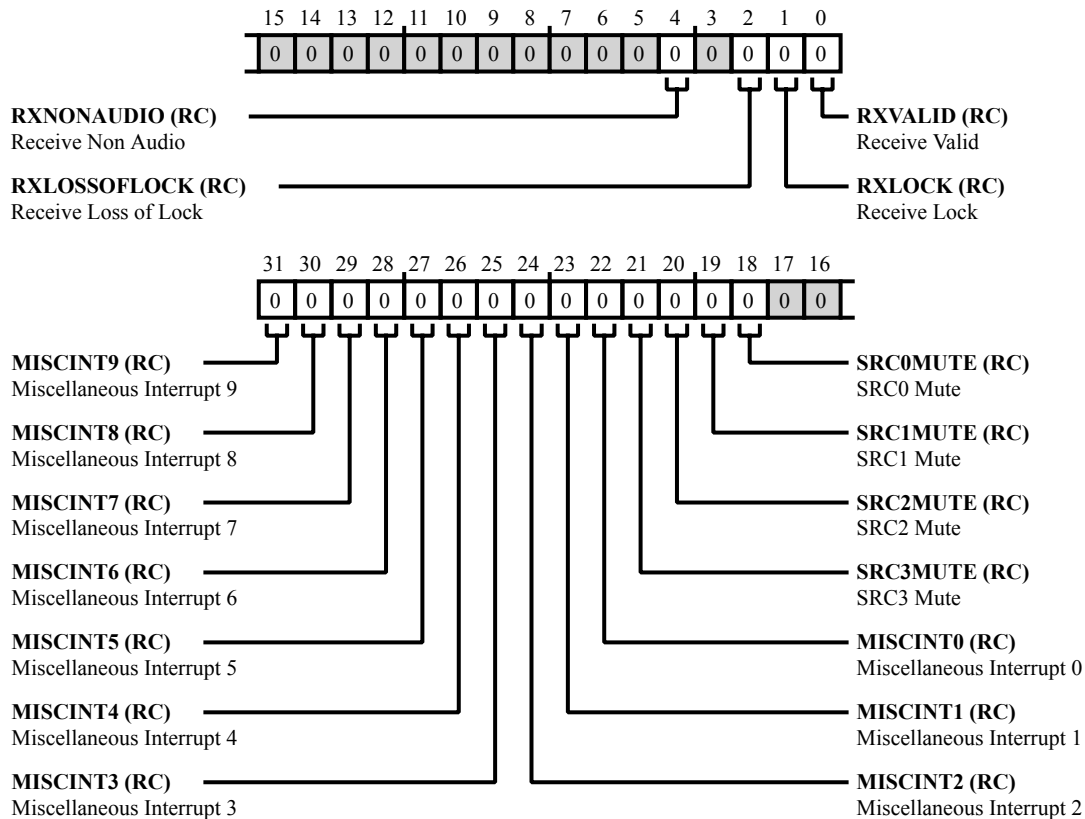 15 14 13 12 11 10 9 8 7 6 5 4 3 2 1 0
0 0 0 0 0 0 0 0 0 0 0 0 0 0 0 0
RXNONAUDIO (RC)
Receive Non Audio
RXVALID (RC)
Receive Valid
RXLOSSOFLOCK (RC)
Receive Loss of Lock
RXLOCK (RC)
Receive Lock
31 30 29 28 27 26 25 24 23 22 21 20 19 18 17 16
0 0 0 0 0 0 0 0 0 0 0 0 0 0 0 0
MISCINT9 (RC)
Miscellaneous Interrupt 9
SRC0MUTE (RC)
SRC0 Mute
MISCINT8 (RC)
Miscellaneous Interrupt 8
SRC1MUTE (RC)
SRC1 Mute
MISCINT7 (RC)
Miscellaneous Interrupt 7
SRC2MUTE (RC)
SRC2 Mute
MISCINT6 (RC)
Miscellaneous Interrupt 6
SRC3MUTE (RC)
SRC3 Mute
MISCINT5 (RC)
Miscellaneous Interrupt 5
MISCINT0 (RC)
Miscellaneous Interrupt 0
MISCINT4 (RC)
Miscellaneous Interrupt 4
MISCINT1 (RC)
Miscellaneous Interrupt 1
MISCINT3 (RC)
Miscellaneous Interrupt 3
MISCINT2 (RC)
Miscellaneous Interrupt 2